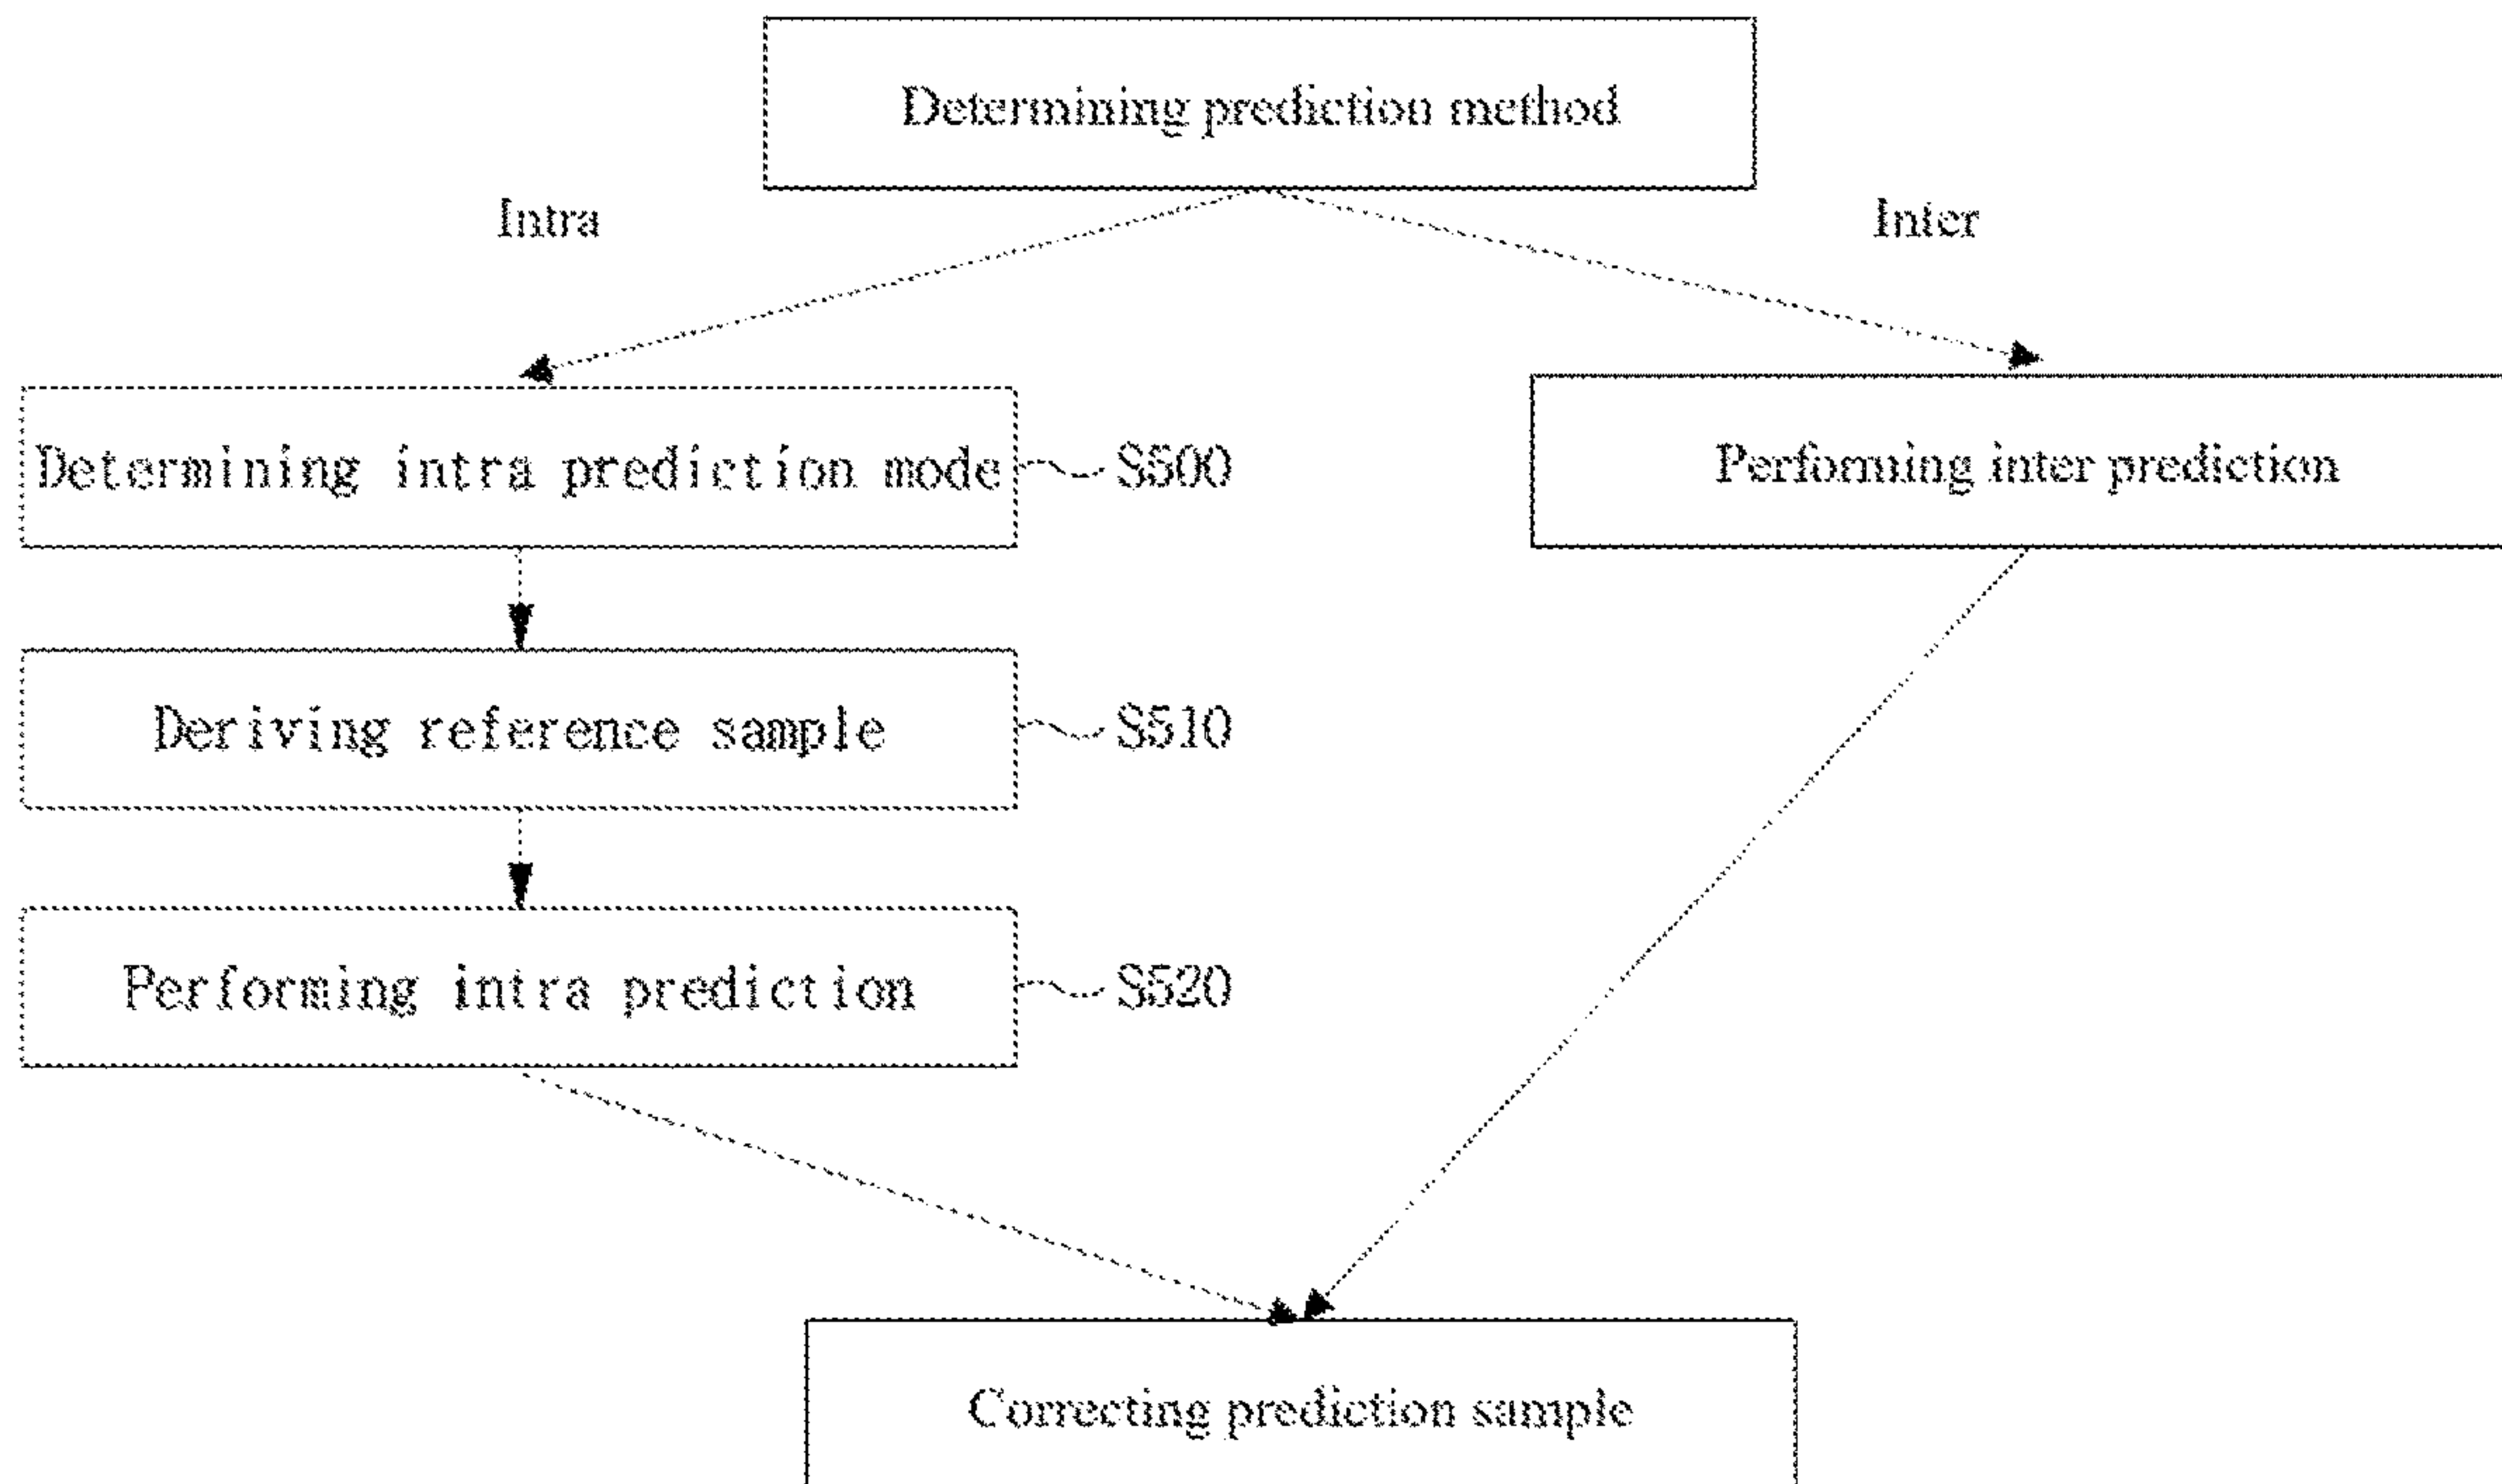 Determining prediction method
Intra
Inter
Determining intra prediction mode
S500
Performing inter prediction
Deriving reference sample
S510
Performing intra prediction
S520
Correcting prediction sample